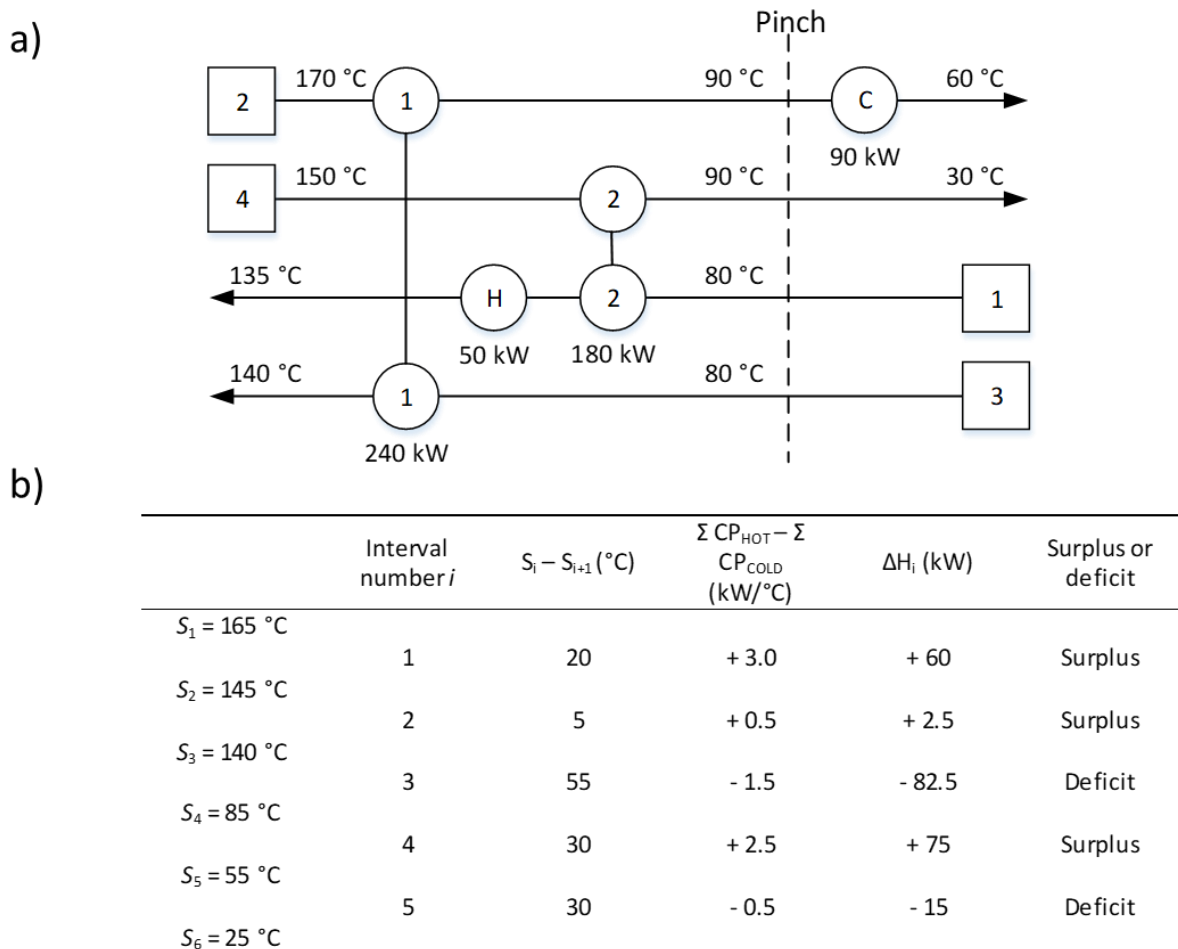 a)
Pinch
2 170 °C 1 90 °C C 60 °C
90 kW
4 150 °C 2 90 °C 30 °C
135 °C H 2 80 °C 1
50 kW 180 kW
140 °C 1 80 °C 3
240 kW
b)
Interval number i
S_i – S_{i+1} (°C)
Σ CP_HOT – Σ CP_COLD (kW/°C)
ΔH_i (kW)
Surplus or deficit
S_1 = 165 °C
1 20 + 3.0 + 60 Surplus
S_2 = 145 °C
2 5 + 0.5 + 2.5 Surplus
S_3 = 140 °C
3 55 - 1.5 - 82.5 Deficit
S_4 = 85 °C
4 30 + 2.5 + 75 Surplus
S_5 = 55 °C
5 30 - 0.5 - 15 Deficit
S_6 = 25 °C